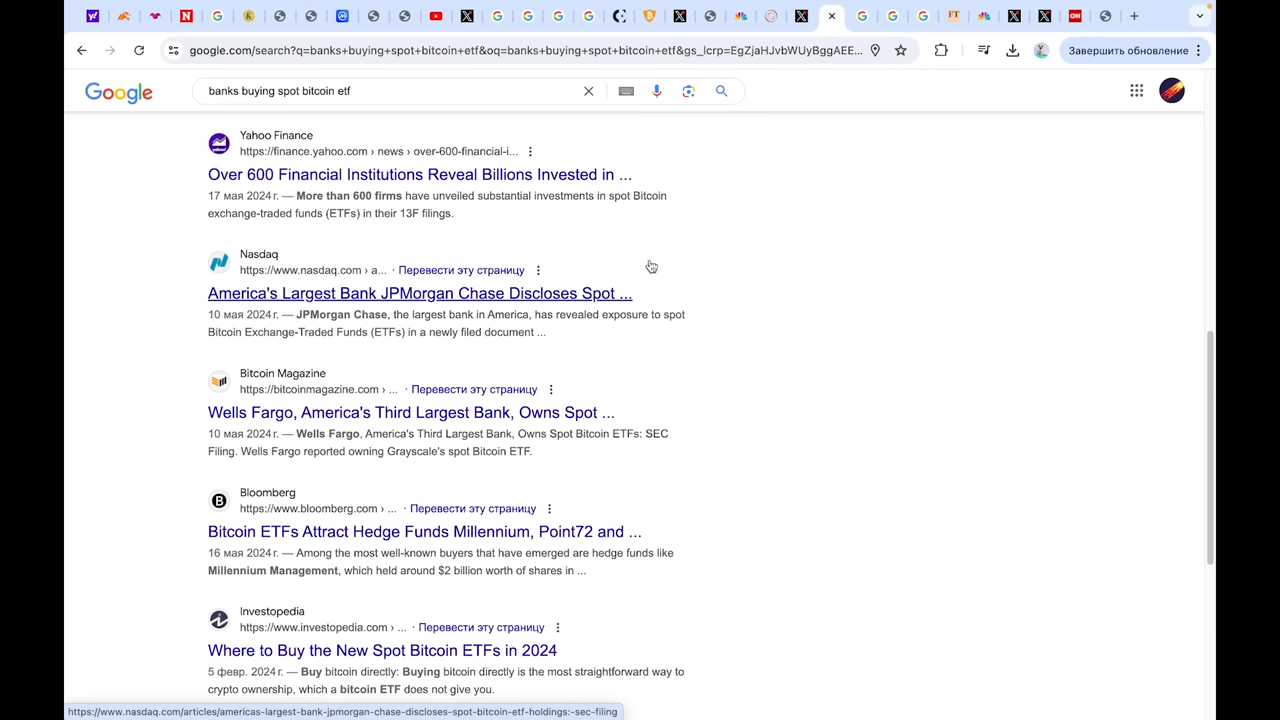 google.com/search?q=banks+buying+spot+bitcoin+etf&oq=banks+buying+spot+bitcoin+etf&gs_lcrp=EgZjaHJvbWUyBggAEE...
Завершить обновление
Google
banks buying spot bitcoin etf
Yahoo Finance
https://finance.yahoo.com › news › over-600-financial-i...
Over 600 Financial Institutions Reveal Billions Invested in ...
17 мая 2024 г. — More than 600 firms have unveiled substantial investments in spot Bitcoin
exchange-traded funds (ETFs) in their 13F filings.
Nasdaq
https://www.nasdaq.com › a... · Перевести эту страницу
America's Largest Bank JPMorgan Chase Discloses Spot ...
10 мая 2024 г. — JPMorgan Chase, the largest bank in America, has revealed exposure to spot
Bitcoin Exchange-Traded Funds (ETFs) in a newly filed document ...
Bitcoin Magazine
https://bitcoinmagazine.com › ... · Перевести эту страницу
Wells Fargo, America's Third Largest Bank, Owns Spot ...
10 мая 2024 г. — Wells Fargo, America's Third Largest Bank, Owns Spot Bitcoin ETFs: SEC
Filing. Wells Fargo reported owning Grayscale's spot Bitcoin ETF.
Bloomberg
https://www.bloomberg.com › ... · Перевести эту страницу
Bitcoin ETFs Attract Hedge Funds Millennium, Point72 and ...
16 мая 2024 г. — Among the most well-known buyers that have emerged are hedge funds like
Millennium Management, which held around $2 billion worth of shares in ...
Investopedia
https://www.investopedia.com › ... · Перевести эту страницу
Where to Buy the New Spot Bitcoin ETFs in 2024
5 февр. 2024 г. — Buy bitcoin directly: Buying bitcoin directly is the most straightforward way to
crypto ownership, which a bitcoin ETF does not give you.
https://www.nasdaq.com/articles/americas-largest-bank-jpmorgan-chase-discloses-spot-bitcoin-etf-holdings:-sec-filing